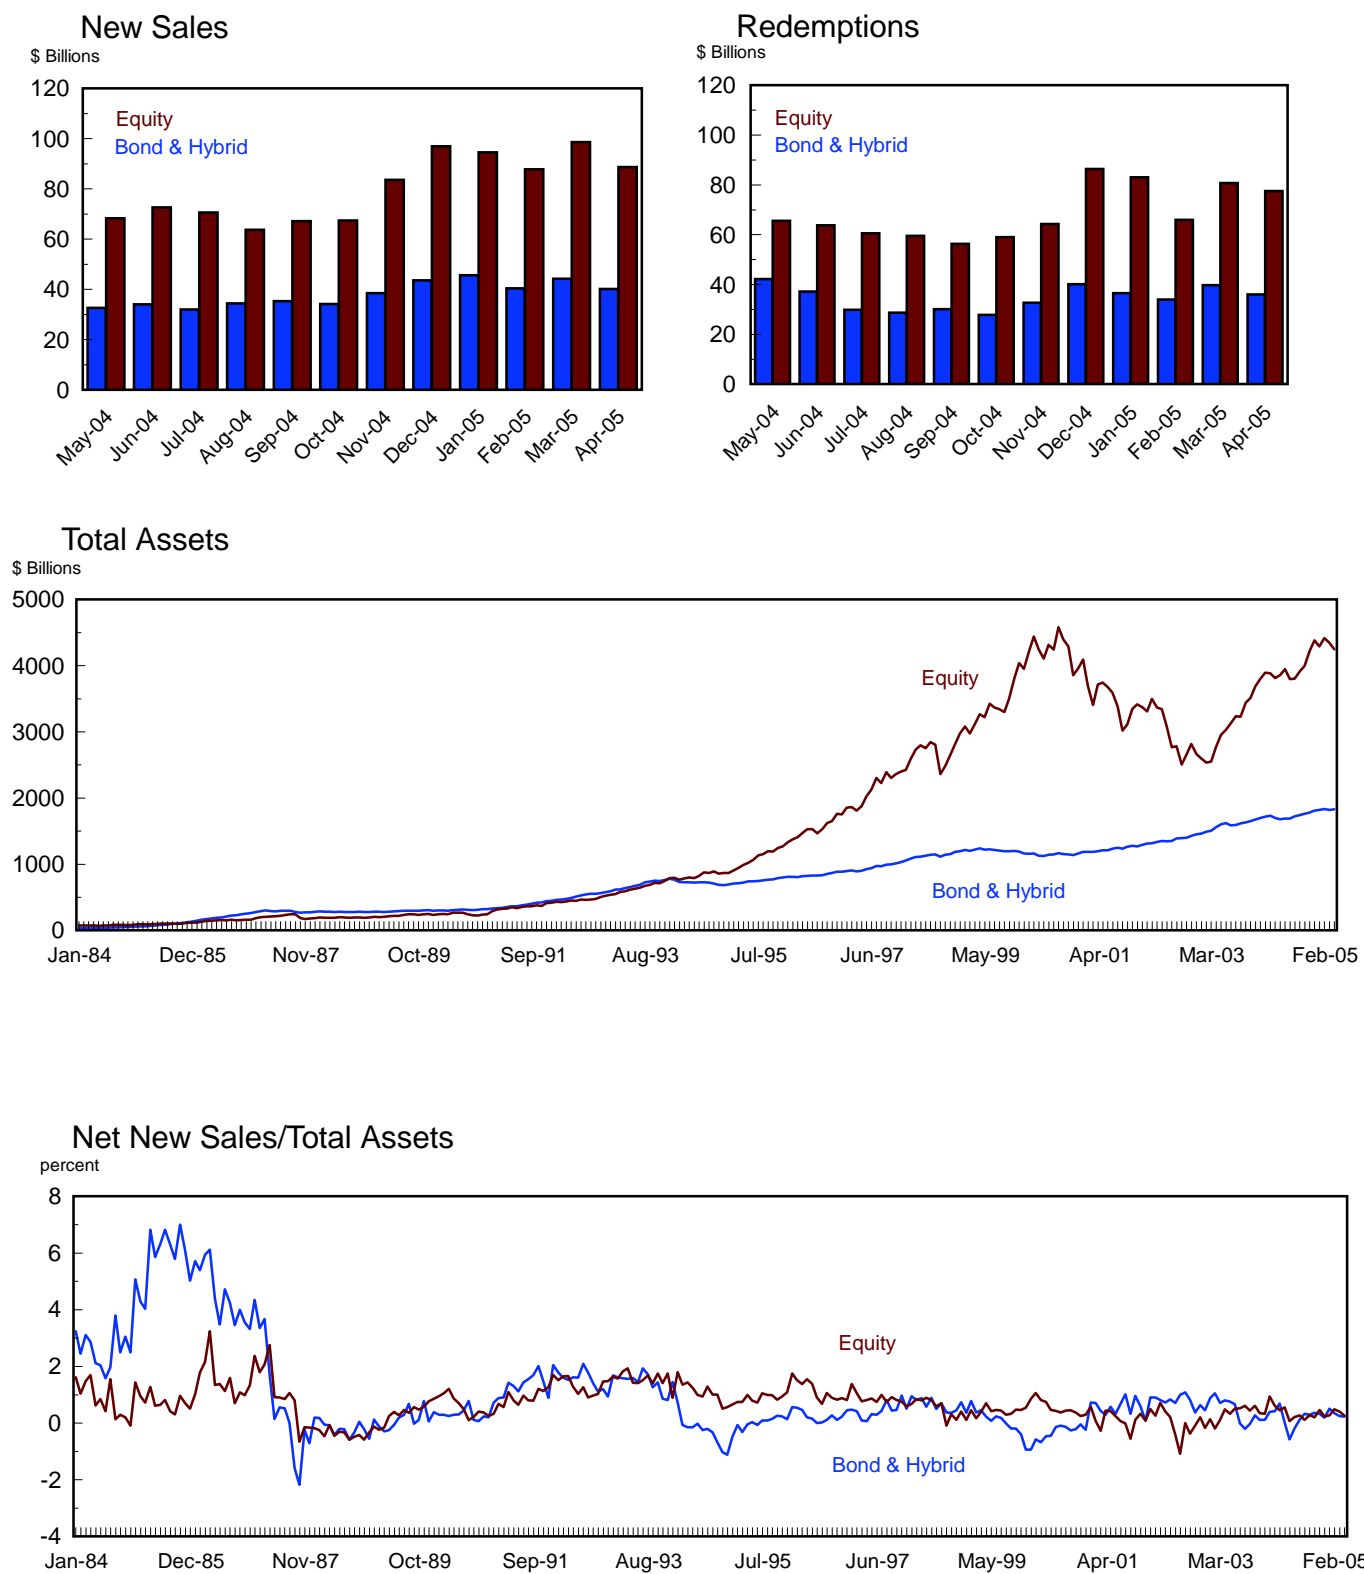 New Sales
$ Billions
120
100
80
60
40
20
0
Equity
Bond & Hybrid
May-04 Jun-04 Jul-04 Aug-04 Sep-04 Oct-04 Nov-04 Dec-04 Jan-05 Feb-05 Mar-05 Apr-05
Redemptions
$ Billions
120
100
80
60
40
20
0
Equity
Bond & Hybrid
May-04 Jun-04 Jul-04 Aug-04 Sep-04 Oct-04 Nov-04 Dec-04 Jan-05 Feb-05 Mar-05 Apr-05
Total Assets
$ Billions
5000
4000
3000
2000
1000
0
Equity
Bond & Hybrid
Jan-84 Dec-85 Nov-87 Oct-89 Sep-91 Aug-93 Jul-95 Jun-97 May-99 Apr-01 Mar-03 Feb-05
Net New Sales/Total Assets
percent
8
6
4
2
0
-2
-4
Equity
Bond & Hybrid
Jan-84 Dec-85 Nov-87 Oct-89 Sep-91 Aug-93 Jul-95 Jun-97 May-99 Apr-01 Mar-03 Feb-05